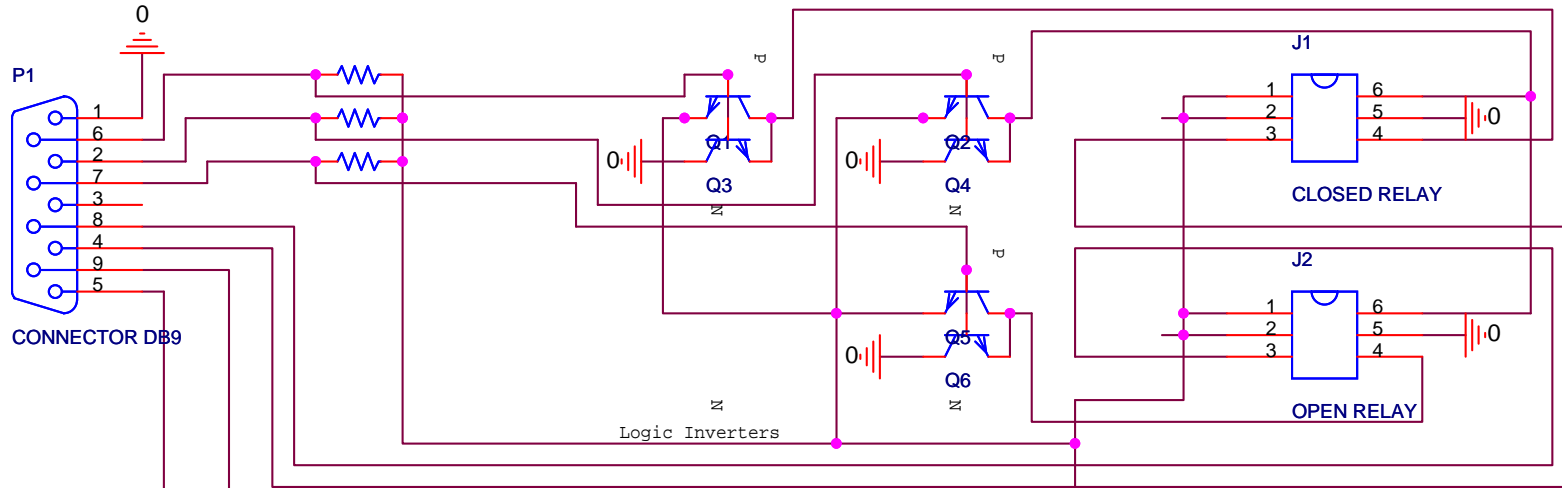 0
P1
1
6
2
7
3
8
4
9
5
CONNECTOR DB9
P
Q1
0
Q3
N
P
Q2
0
Q4
N
P
Q5
0
Q6
N
N
Logic Inverters
J1
1 6
2 5 0
3 4
CLOSED RELAY
J2
1 6
2 5 0
3 4
OPEN RELAY